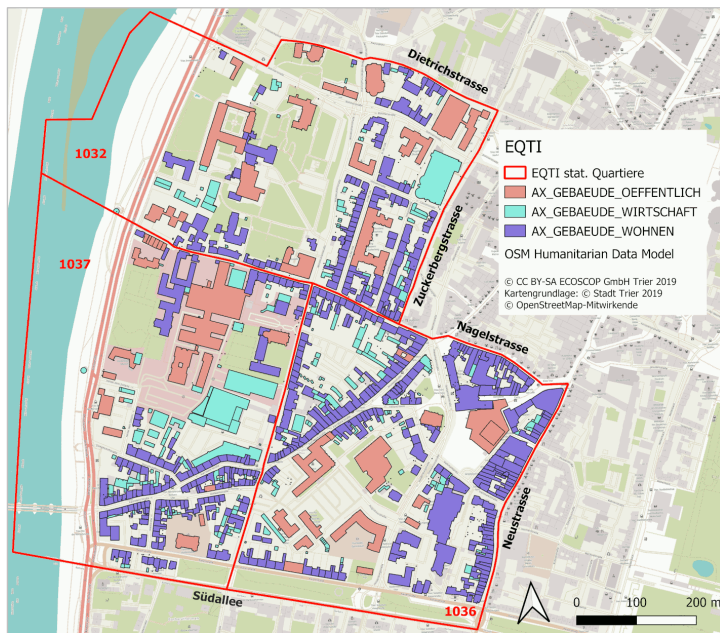 Dietrichstrasse
1032
EQTI
EQTI stat. Quartiere
AX_GEBAEUDE_OEFFENTLICH
AX_GEBAEUDE_WIRTSCHAFT
AX_GEBAEUDE_WOHNEN
OSM Humanitarian Data Model
© CC BY-SA ECOSCOP GmbH Trier 2019
Kartengrundlage: © Stadt Trier 2019
© OpenStreetMap-Mitwirkende
Zuckerbergstrasse
1037
Nagelstrasse
Neustrasse
Südallee
1036
0 100 200 m